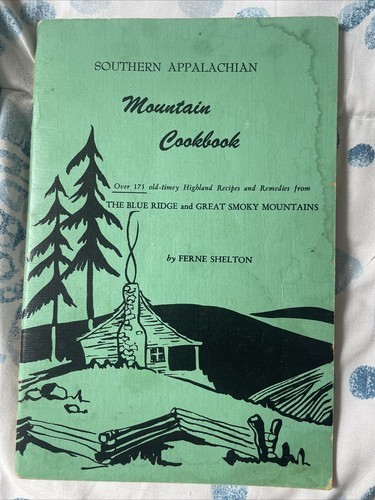 SOUTHERN APPALACHIAN
Mountain
Cookbook
Over 175 old-timey Highland Recipes and Remedies from
THE BLUE RIDGE and GREAT SMOKY MOUNTAINS
by FERNE SHELTON